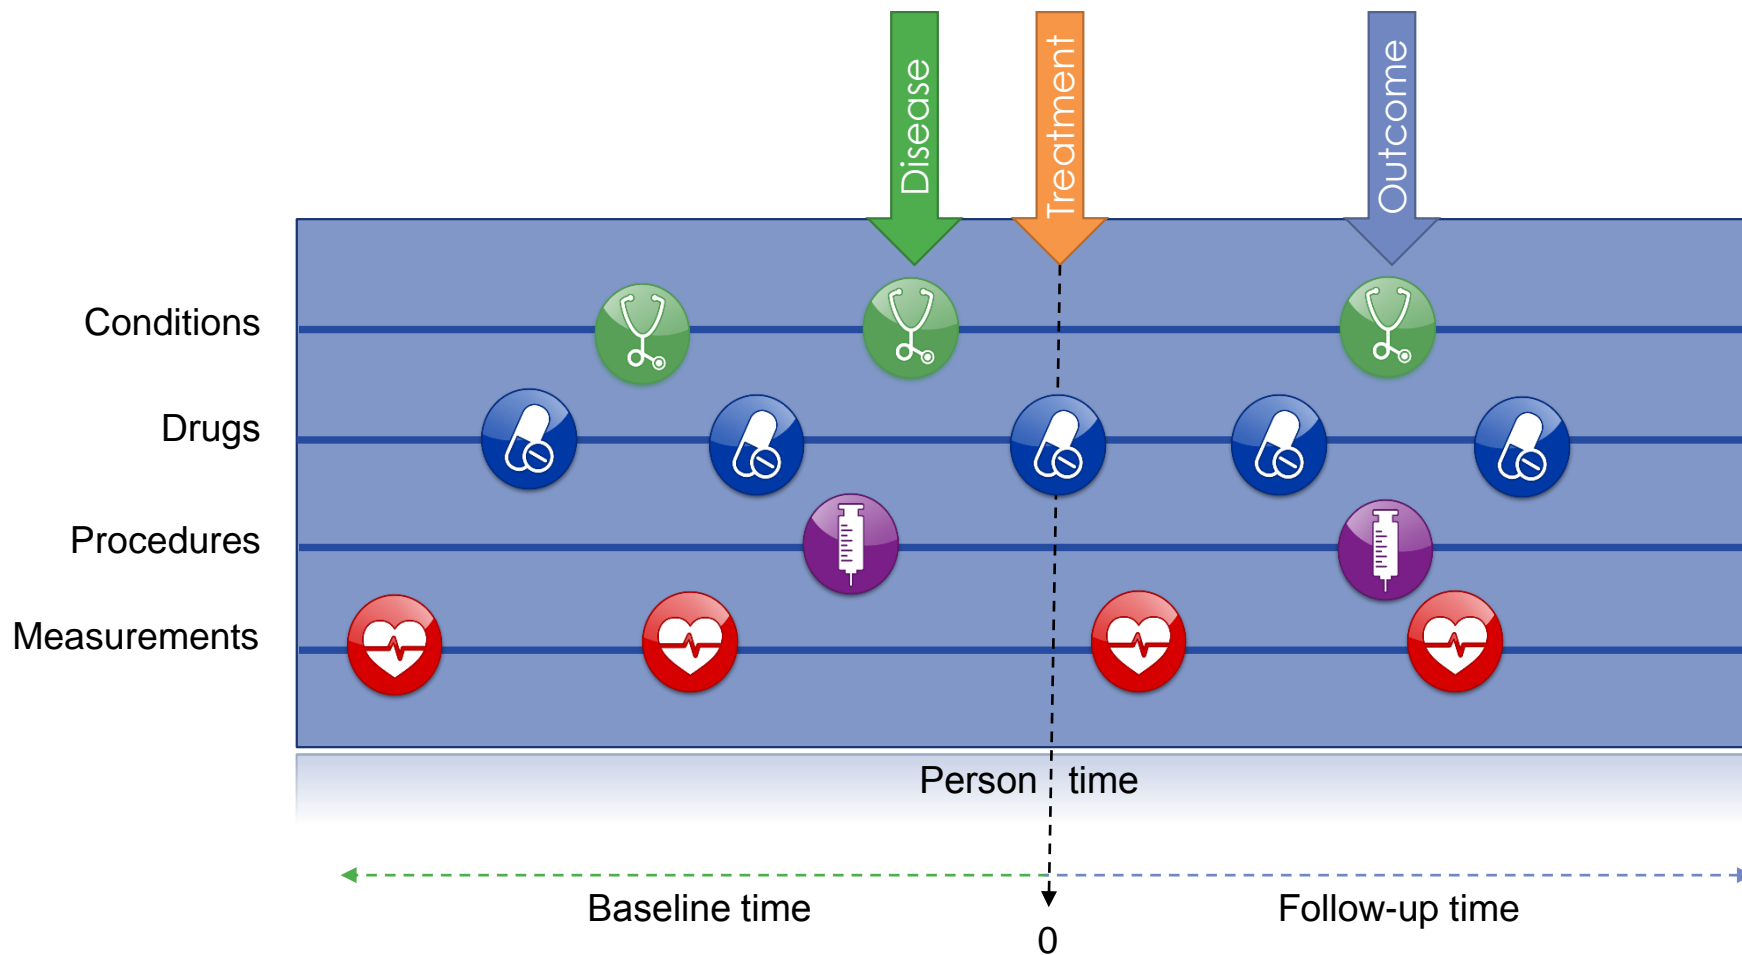 Disease
Treatment
Outcome
Conditions
Drugs
Procedures
Measurements
Person time
Baseline time
Follow-up time
0